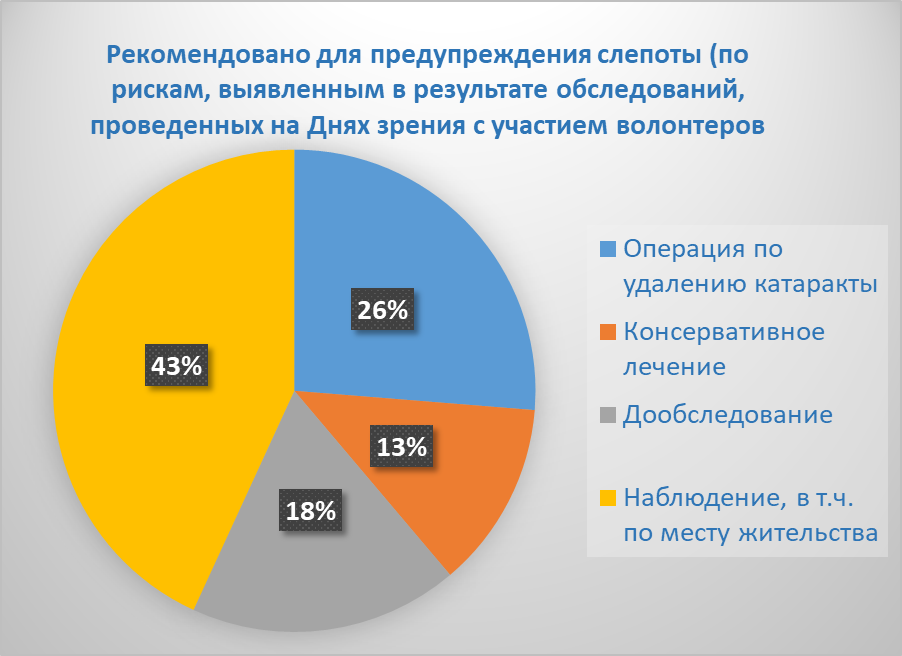 Рекомендовано для предупреждения слепоты (по
рискам, выявленным в результате обследований,
проведенных на Днях зрения с участием волонтеров
26%
13%
18%
43%
Операция по
удалению катаракты
Консервативное
лечение
Дообследование
Наблюдение, в т.ч.
по месту жительства